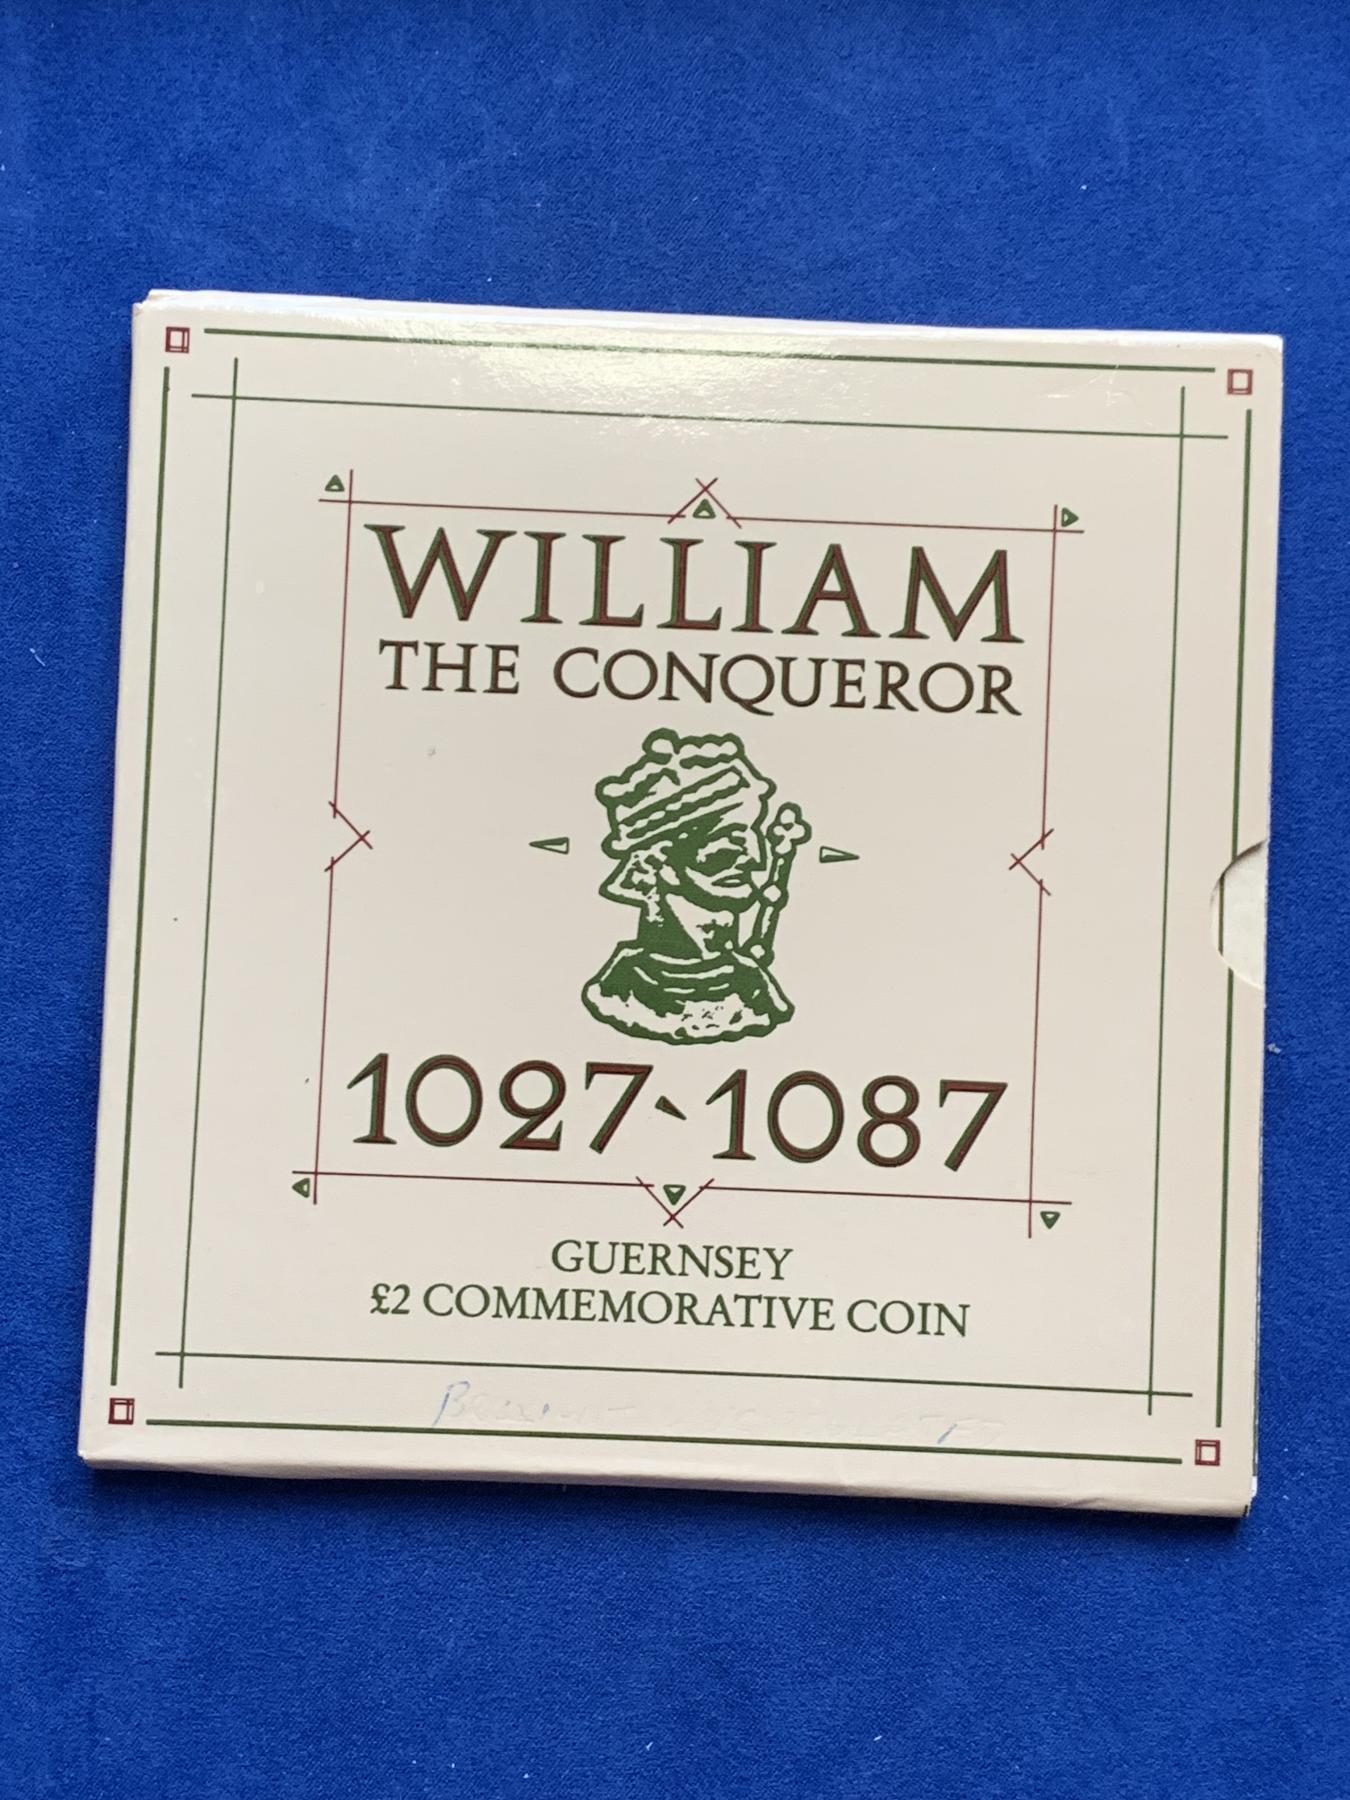 WILLIAM
THE CONQUEROR
1027-1087
GUERNSEY
£2 COMMEMORATIVE COIN